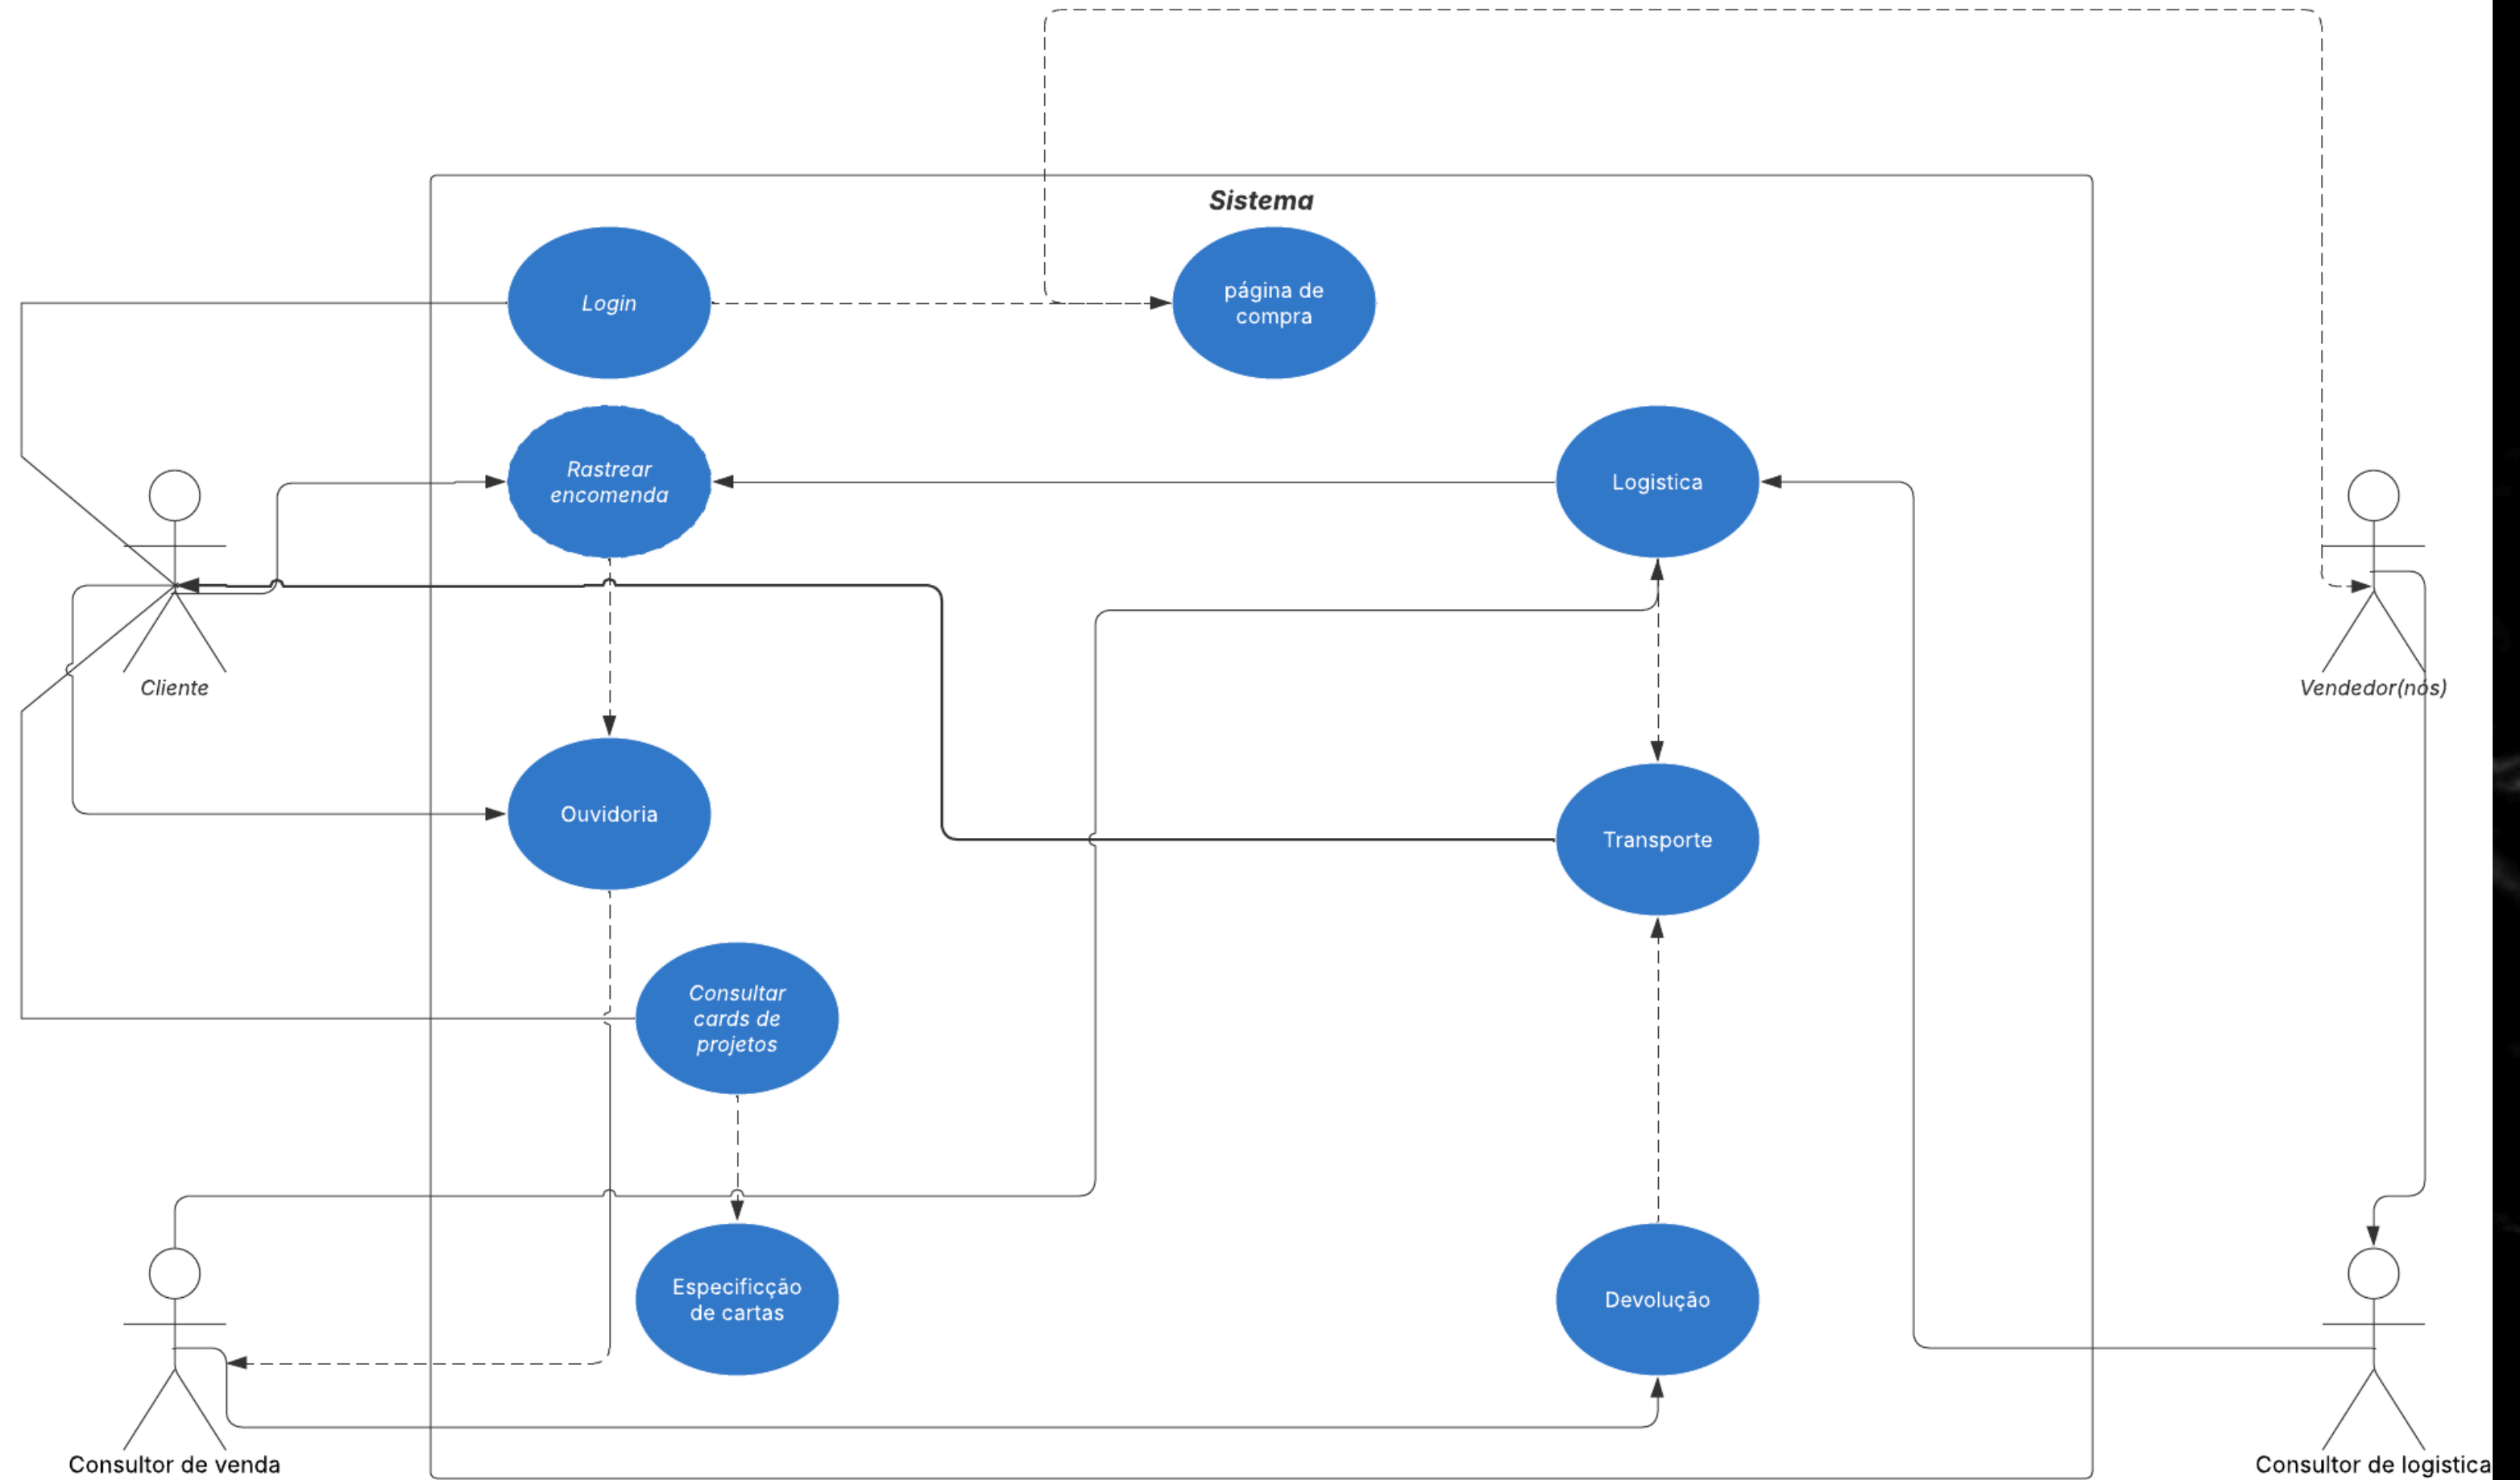 Sistema
Login
página de
compra
Rastrear
encomenda
Logistica
Cliente
Vendedor(nós)
Ouvidoria
Transporte
Consultar
cards de
projetos
Especificção
de cartas
Devolução
Consultor de venda
Consultor de logistica